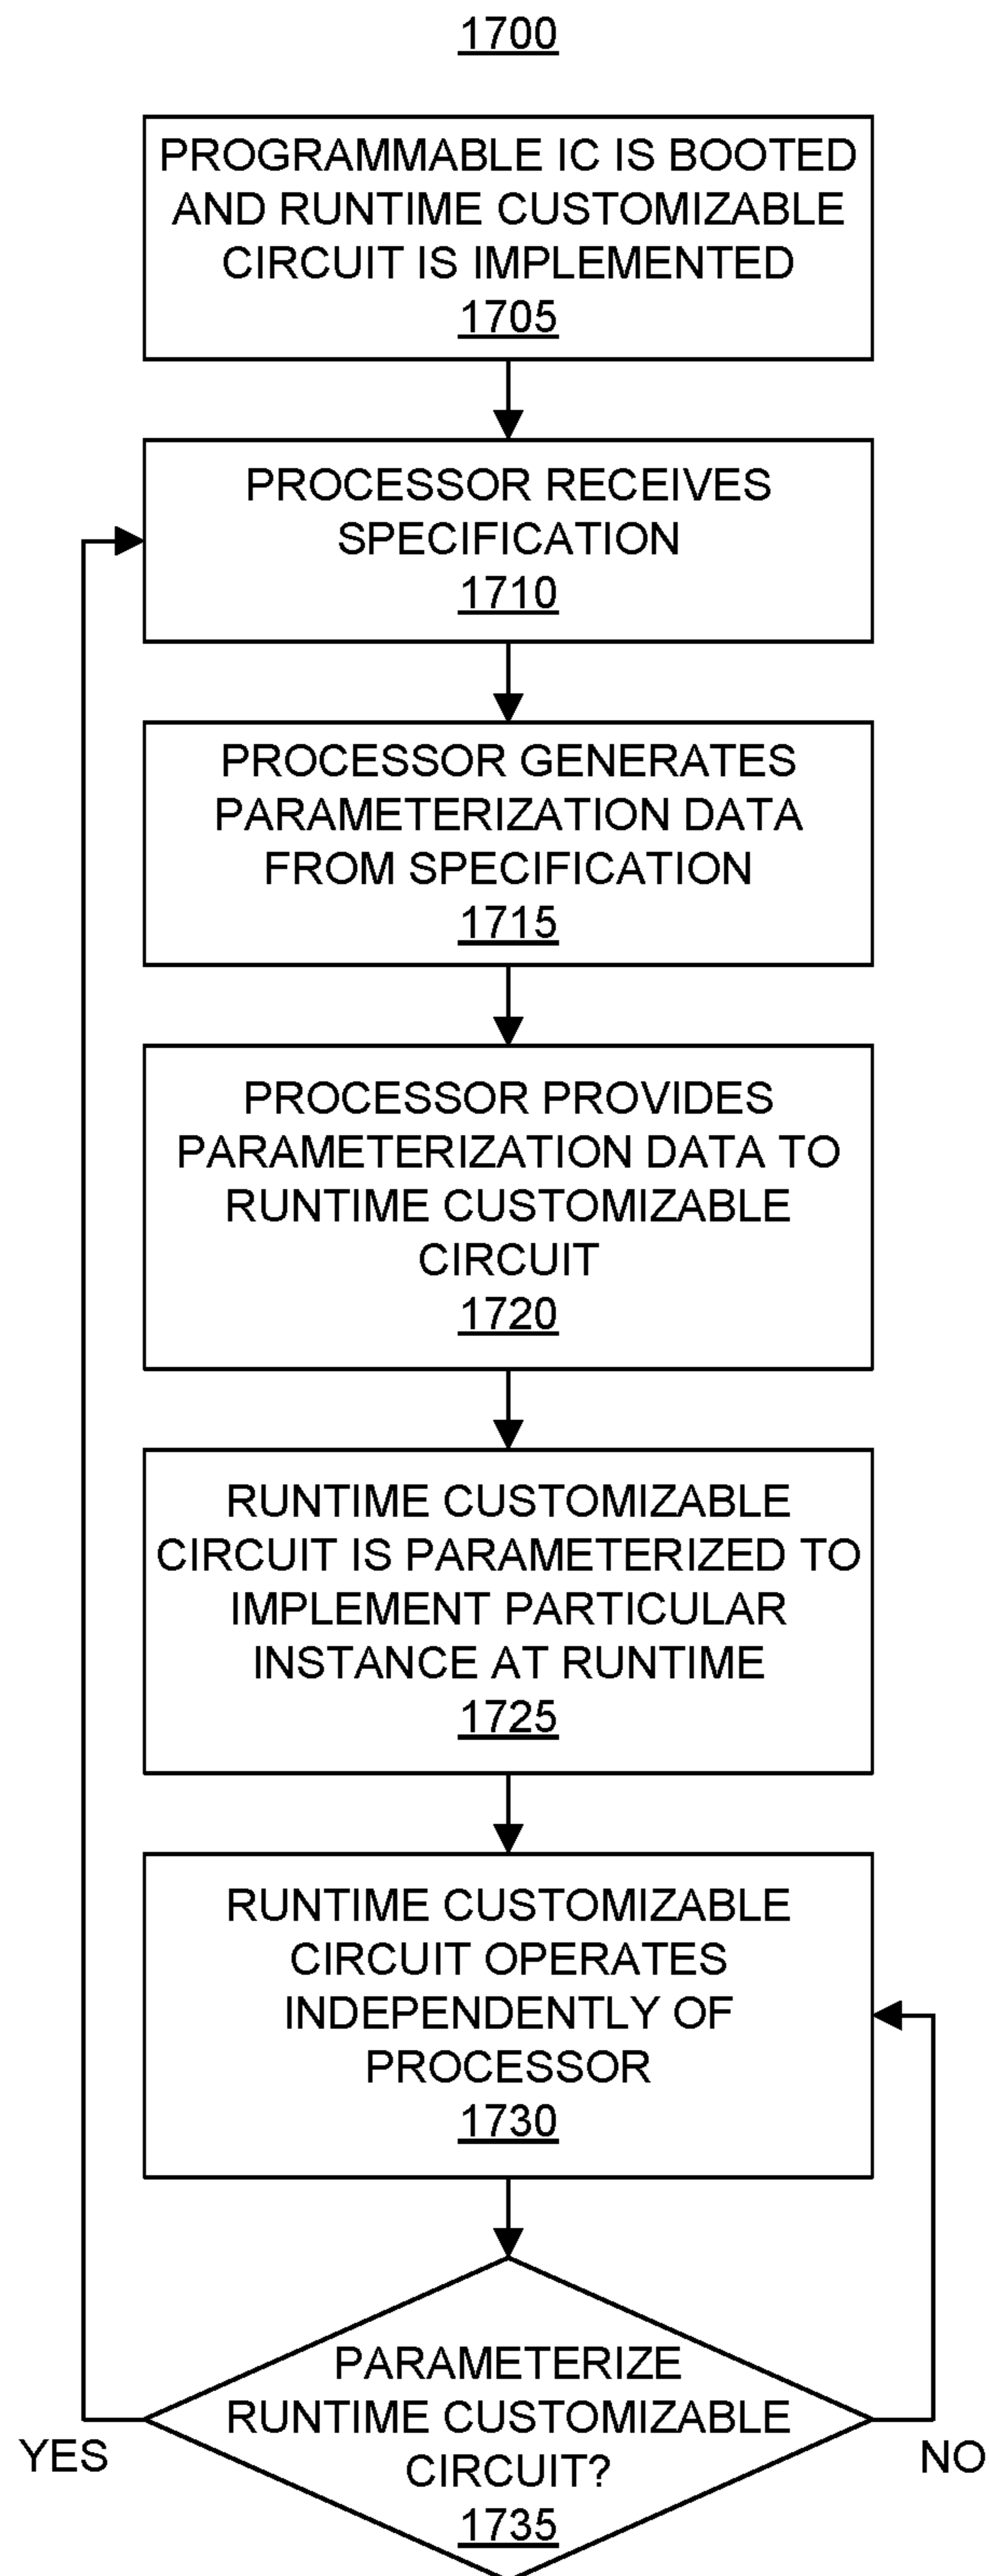 1700
PROGRAMMABLE IC IS BOOTED
AND RUNTIME CUSTOMIZABLE
CIRCUIT IS IMPLEMENTED
1705
PROCESSOR RECEIVES
SPECIFICATION
1710
PROCESSOR GENERATES
PARAMETERIZATION DATA
FROM SPECIFICATION
1715
PROCESSOR PROVIDES
PARAMETERIZATION DATA TO
RUNTIME CUSTOMIZABLE
CIRCUIT
1720
RUNTIME CUSTOMIZABLE
CIRCUIT IS PARAMETERIZED TO
IMPLEMENT PARTICULAR
INSTANCE AT RUNTIME
1725
RUNTIME CUSTOMIZABLE
CIRCUIT OPERATES
INDEPENDENTLY OF
PROCESSOR
1730
PARAMETERIZE
RUNTIME CUSTOMIZABLE
CIRCUIT?
1735
YES
NO